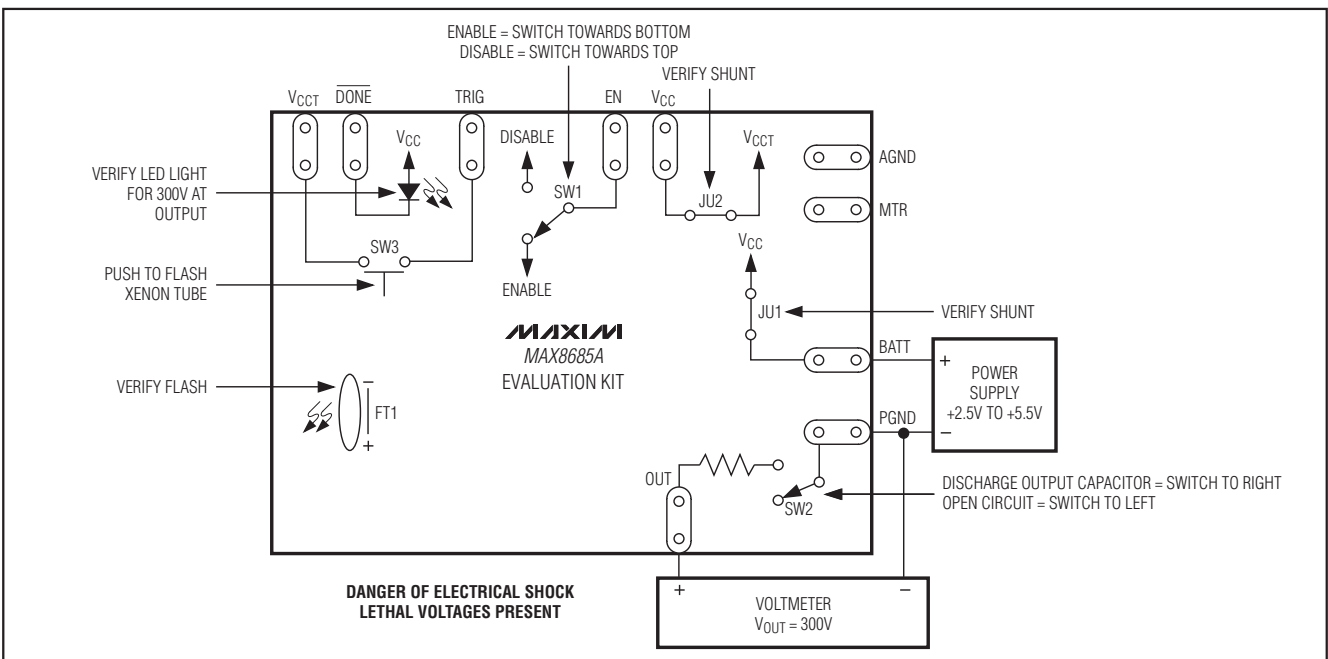 ENABLE = SWITCH TOWARDS BOTTOM
DISABLE = SWITCH TOWARDS TOP
VERIFY SHUNT
VCCT
DONE
TRIG
EN
VCC
VCC
DISABLE
VCCT
AGND
VERIFY LED LIGHT
FOR 300V AT
OUTPUT
SW1
JU2
MTR
SW3
VCC
PUSH TO FLASH
XENON TUBE
ENABLE
JU1
VERIFY SHUNT
MAXIM
MAX8685A
EVALUATION KIT
BATT
+
POWER
SUPPLY
+2.5V TO +5.5V
−
VERIFY FLASH
−
FT1
+
PGND
OUT
SW2
DISCHARGE OUTPUT CAPACITOR = SWITCH TO RIGHT
OPEN CIRCUIT = SWITCH TO LEFT
DANGER OF ELECTRICAL SHOCK
LETHAL VOLTAGES PRESENT
+
−
VOLTMETER
VOUT = 300V